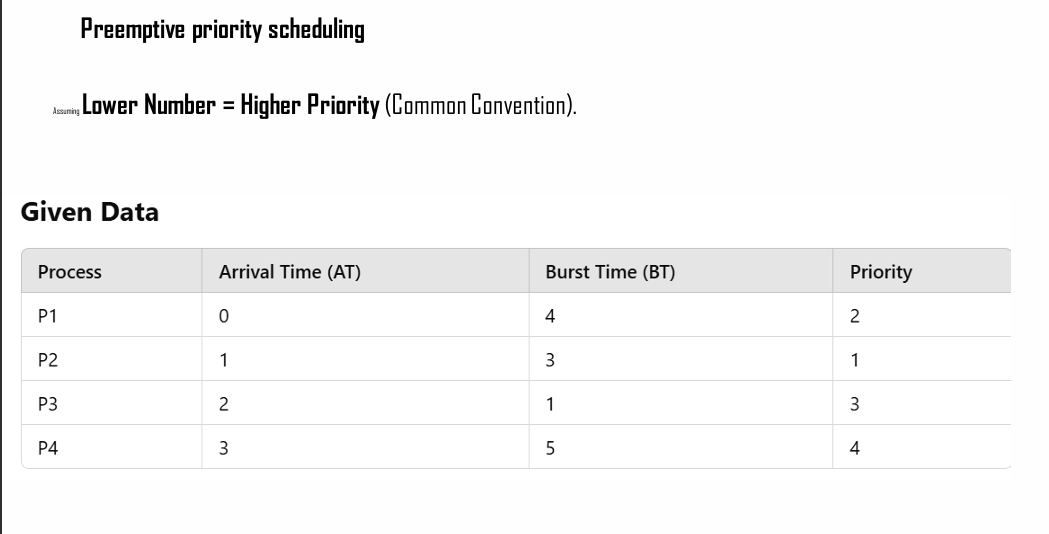 Preemptive priority scheduling
Assuming Lower Number = Higher Priority (Common Convention).
Given Data
Process Arrival Time (AT) Burst Time (BT) Priority
P1 0 4 2
P2 1 3 1
P3 2 1 3
P4 3 5 4